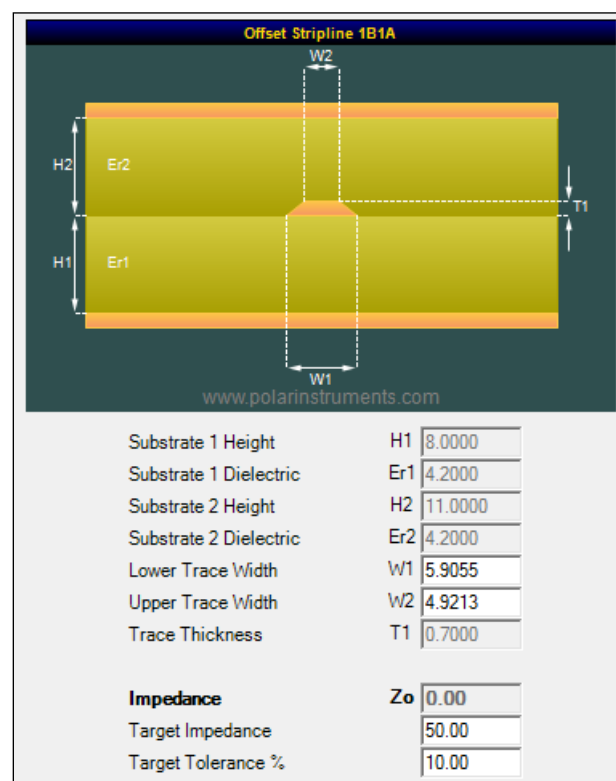 Offset Stripline 1B1A
W2
H2 Er2
T1
H1 Er1
W1
www.polarinstruments.com
Substrate 1 Height H1 8.0000
Substrate 1 Dielectric Er1 4.2000
Substrate 2 Height H2 11.0000
Substrate 2 Dielectric Er2 4.2000
Lower Trace Width W1 5.9055
Upper Trace Width W2 4.9213
Trace Thickness T1 0.7000
Impedance Zo 0.00
Target Impedance 50.00
Target Tolerance % 10.00